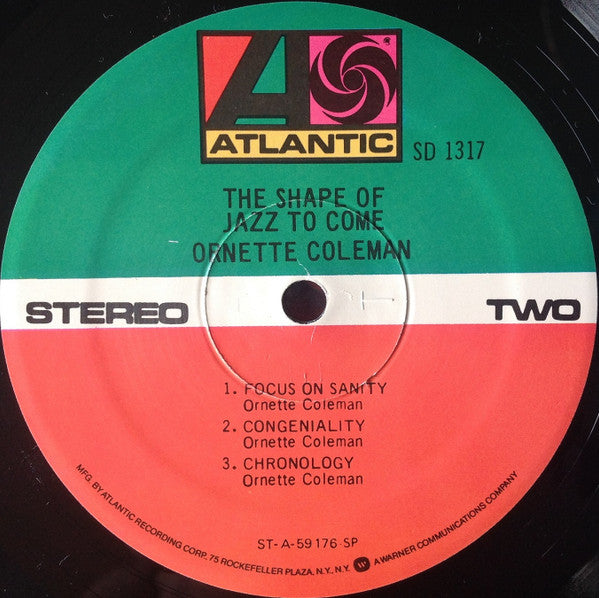 ATLANTIC
SD 1317
THE SHAPE OF
JAZZ TO COME
ORNETTE COLEMAN
STEREO
TWO
1. FOCUS ON SANITY
Ornette Coleman
2. CONGENIALITY
Ornette Coleman
3. CHRONOLOGY
Ornette Coleman
ST-A-59176-SP
MFG. BY ATLANTIC RECORDING CORP., 75 ROCKEFELLER PLAZA, N.Y., N.Y. W A WARNER COMMUNICATIONS COMPANY